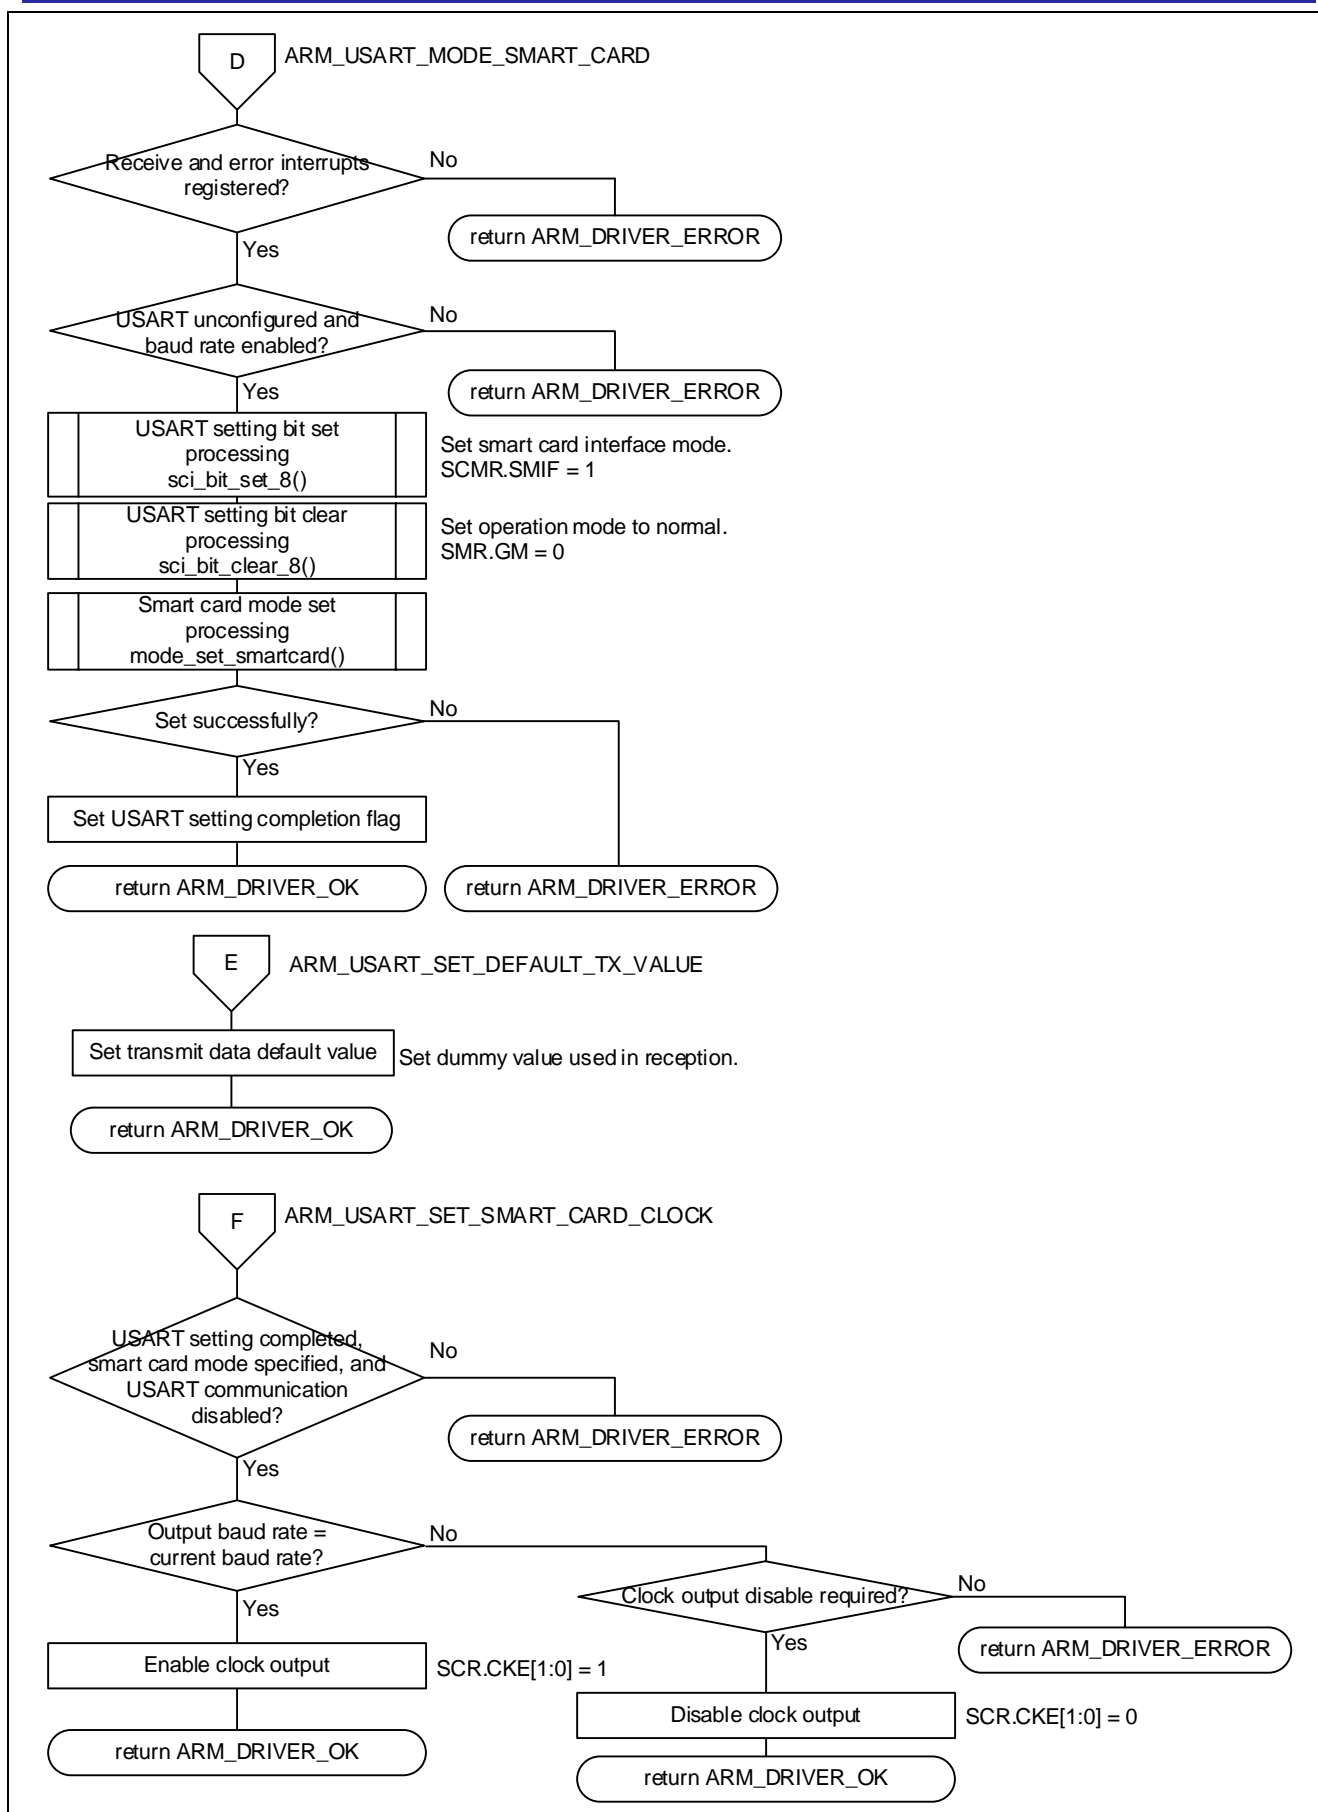 D
ARM_USART_MODE_SMART_CARD
Receive and error interrupts
registered?
No
return ARM_DRIVER_ERROR
Yes
USART unconfigured and
baud rate enabled?
No
return ARM_DRIVER_ERROR
Yes
USART setting bit set
processing
sci_bit_set_8()
Set smart card interface mode.
SCMR.SMIF = 1
USART setting bit clear
processing
sci_bit_clear_8()
Set operation mode to normal.
SMR.GM = 0
Smart card mode set
processing
mode_set_smartcard()
Set successfully?
No
Yes
Set USART setting completion flag
return ARM_DRIVER_OK
return ARM_DRIVER_ERROR
E
ARM_USART_SET_DEFAULT_TX_VALUE
Set transmit data default value
Set dummy value used in reception.
return ARM_DRIVER_OK
F
ARM_USART_SET_SMART_CARD_CLOCK
USART setting completed,
smart card mode specified, and
USART communication
disabled?
No
return ARM_DRIVER_ERROR
Yes
Output baud rate =
current baud rate?
No
Clock output disable required?
No
return ARM_DRIVER_ERROR
Yes
Yes
Enable clock output
SCR.CKE[1:0] = 1
Disable clock output
SCR.CKE[1:0] = 0
return ARM_DRIVER_OK
return ARM_DRIVER_OK